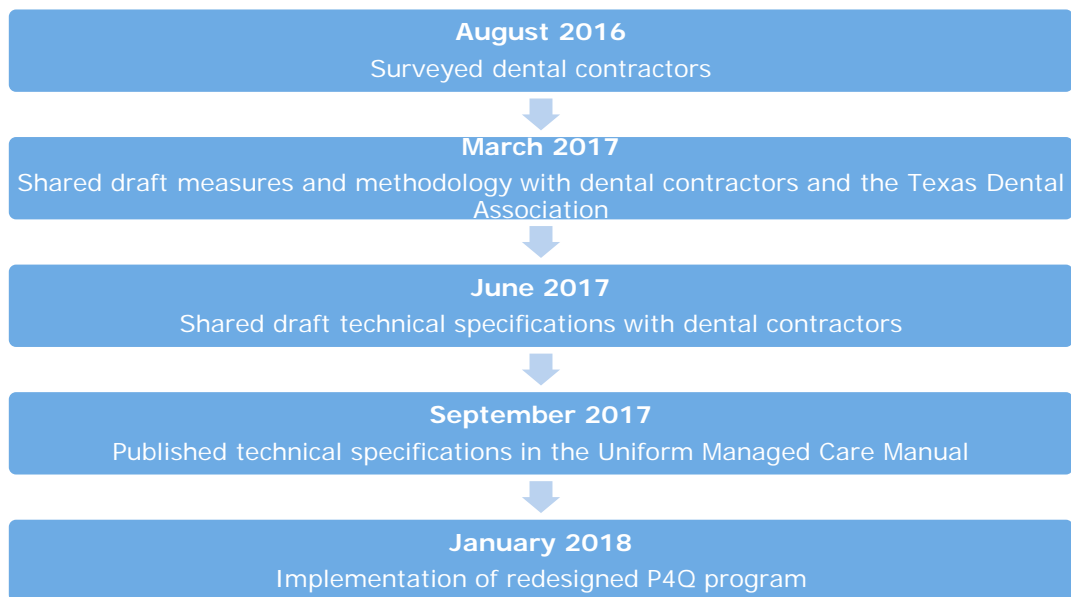 August 2016
Surveyed dental contractors
March 2017
Shared draft measures and methodology with dental contractors and the Texas Dental
Association
June 2017
Shared draft technical specifications with dental contractors
September 2017
Published technical specifications in the Uniform Managed Care Manual
January 2018
Implementation of redesigned P4Q program